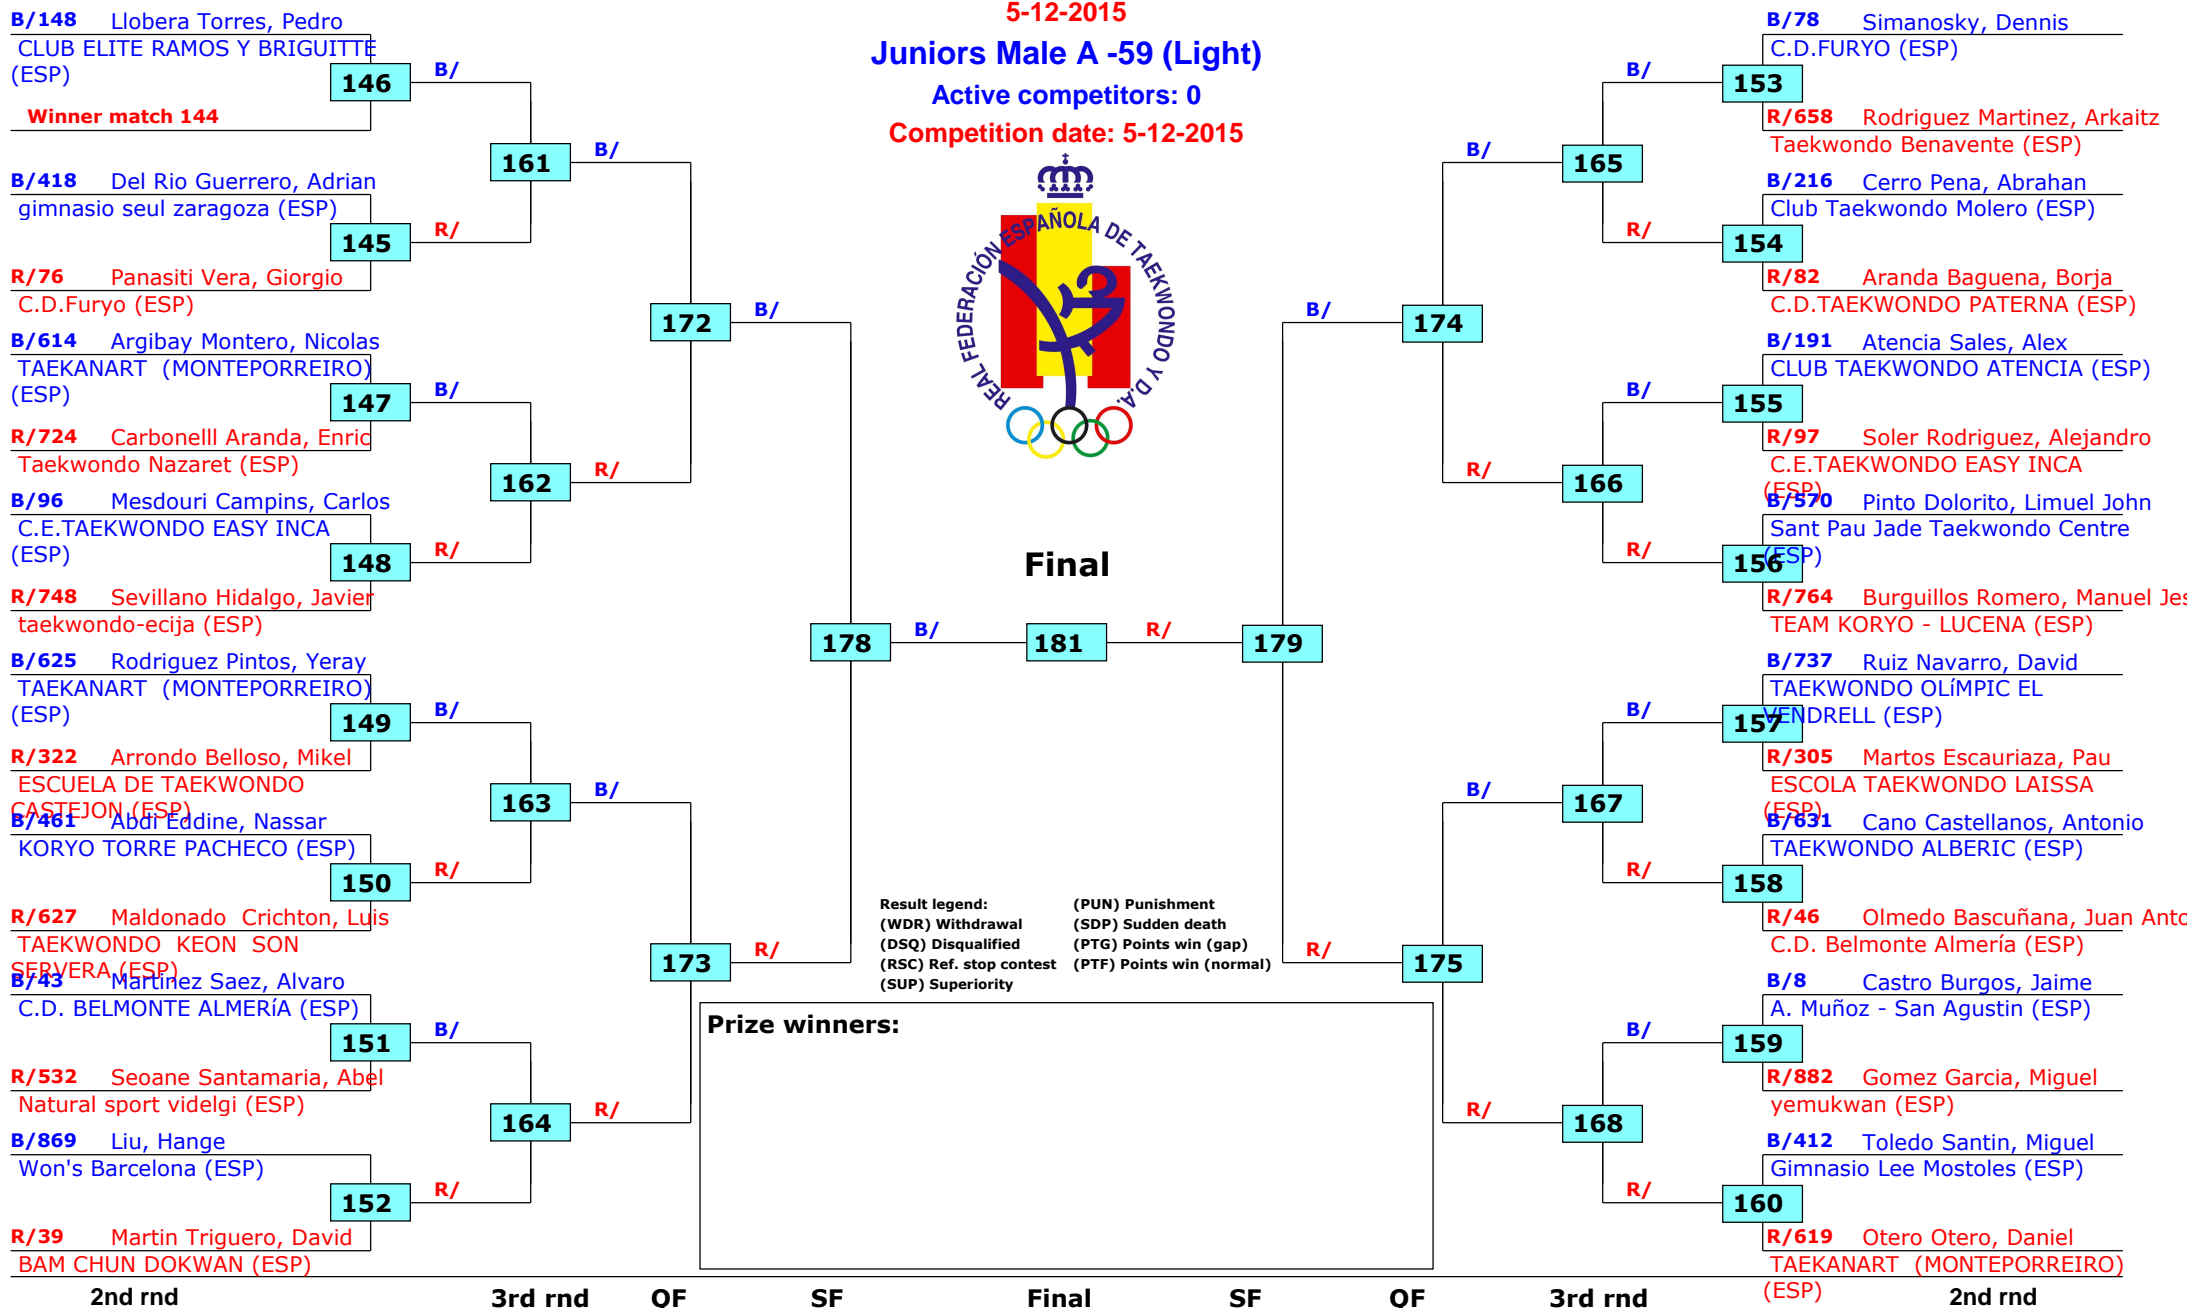 5-12-2015
Juniors Male A -59 (Light)
Active competitors: 0
Competition date: 5-12-2015
REAL FEDERACIÓN ESPAÑOLA DE TAEKWONDO Y D.A.
B/148 Llobera Torres, Pedro
CLUB ELITE RAMOS Y BRIGUITTE
(ESP)
146
B/
Winner match 144
161
B/
B/418 Del Rio Guerrero, Adrian
gimnasio seul zaragoza (ESP)
145
R/
R/76 Panasiti Vera, Giorgio
C.D.Furyo (ESP)
172
B/
B/614 Argibay Montero, Nicolas
TAEKANART (MONTEPORREIRO)
(ESP)
147
B/
R/724 Carbonelll Aranda, Enric
Taekwondo Nazaret (ESP)
162
R/
B/96 Mesdouri Campins, Carlos
C.E.TAEKWONDO EASY INCA
(ESP)
148
R/
R/748 Sevillano Hidalgo, Javier
taekwondo-ecija (ESP)
178
B/
B/625 Rodriguez Pintos, Yeray
TAEKANART (MONTEPORREIRO)
(ESP)
149
B/
R/322 Arrondo Belloso, Mikel
ESCUELA DE TAEKWONDO
CASTEJON (ESP)
163
B/
B/461 Abdi Eddine, Nassar
KORYO TORRE PACHECO (ESP)
150
R/
R/627 Maldonado Crichton, Luis
TAEKWONDO KEON SON
SERVERA (ESP)
173
R/
B/43 Martinez Saez, Alvaro
C.D. BELMONTE ALMERíA (ESP)
151
B/
R/532 Seoane Santamaria, Abel
Natural sport videlgi (ESP)
164
R/
B/869 Liu, Hange
Won's Barcelona (ESP)
152
R/
R/39 Martin Triguero, David
BAM CHUN DOKWAN (ESP)
Final
181
R/
179
Result legend:
(WDR) Withdrawal
(DSQ) Disqualified
(RSC) Ref. stop contest
(SUP) Superiority
(PUN) Punishment
(SDP) Sudden death
(PTG) Points win (gap)
(PTF) Points win (normal)
Prize winners:
B/78 Simanosky, Dennis
C.D.FURYO (ESP)
B/
153
R/658 Rodriguez Martinez, Arkaitz
Taekwondo Benavente (ESP)
B/
165
B/216 Cerro Pena, Abrahan
Club Taekwondo Molero (ESP)
R/
154
R/82 Aranda Baguena, Borja
C.D.TAEKWONDO PATERNA (ESP)
B/
174
B/191 Atencia Sales, Alex
CLUB TAEKWONDO ATENCIA (ESP)
B/
155
R/97 Soler Rodriguez, Alejandro
C.E.TAEKWONDO EASY INCA
(ESP)
R/
166
B/570 Pinto Dolorito, Limuel John
Sant Pau Jade Taekwondo Centre
(ESP)
R/
156
R/764 Burguillos Romero, Manuel Jes
TEAM KORYO - LUCENA (ESP)
B/737 Ruiz Navarro, David
TAEKWONDO OLíMPIC EL
VENDRELL (ESP)
B/
157
R/305 Martos Escauriaza, Pau
ESCOLA TAEKWONDO LAISSA
(ESP)
B/
167
B/631 Cano Castellanos, Antonio
TAEKWONDO ALBERIC (ESP)
R/
158
R/46 Olmedo Bascuñana, Juan Anto
C.D. Belmonte Almería (ESP)
R/
175
B/8 Castro Burgos, Jaime
A. Muñoz - San Agustin (ESP)
B/
159
R/882 Gomez Garcia, Miguel
yemukwan (ESP)
R/
168
B/412 Toledo Santin, Miguel
Gimnasio Lee Mostoles (ESP)
R/
160
R/619 Otero Otero, Daniel
TAEKANART (MONTEPORREIRO)
(ESP)
2nd rnd 3rd rnd QF SF Final SF QF 3rd rnd 2nd rnd